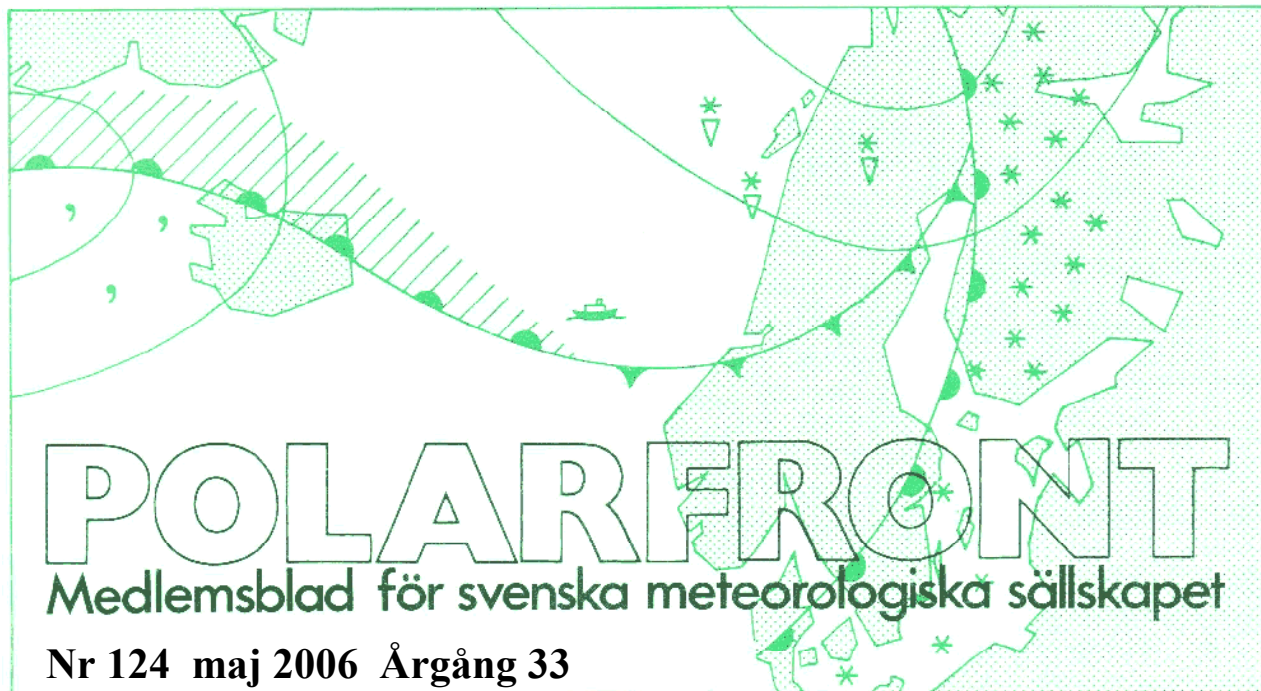 POLARFRONT
Medlemsblad för svenska meteorologiska sällskapet
Nr 124 maj 2006 Årgång 33